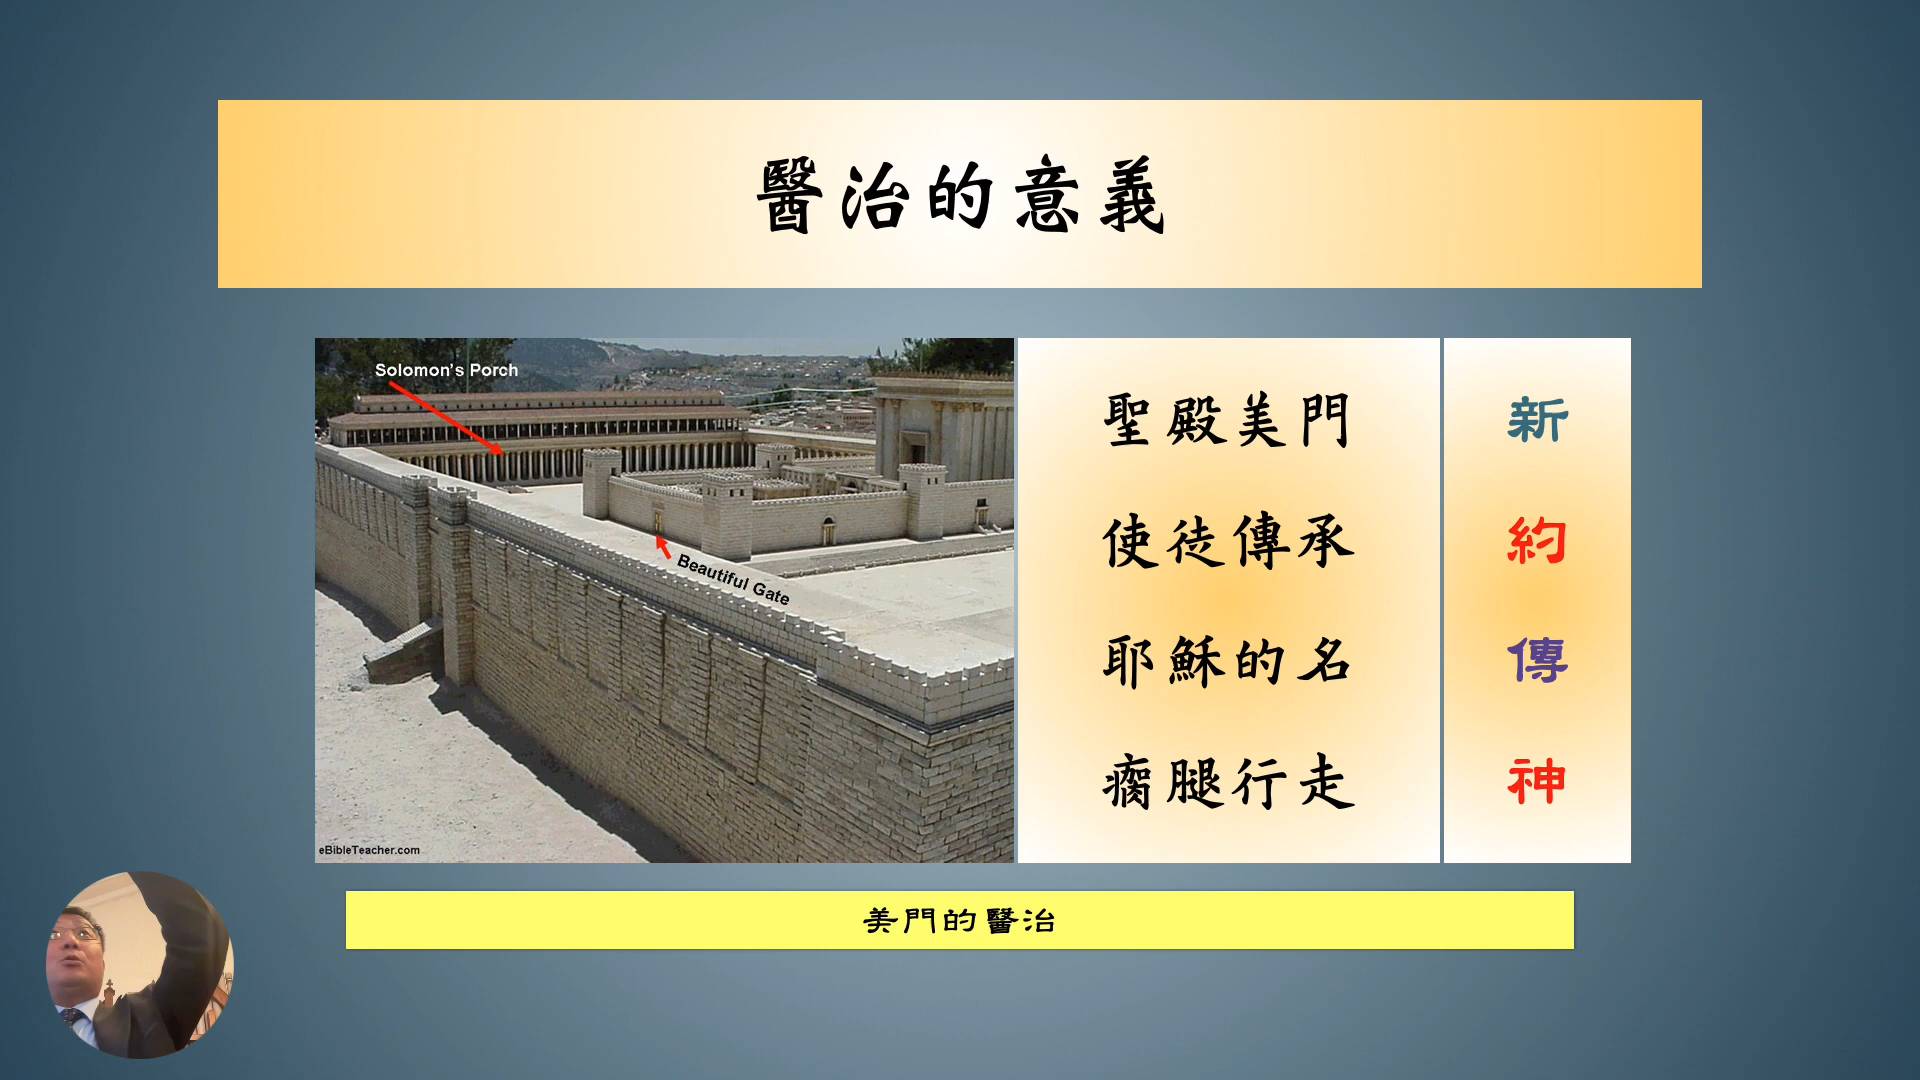 醫治的意義
Solomon's Porch
Beautiful Gate
eBibleTeacher.com
聖殿美門
使徒傳承
耶穌的名
瘸腿行走
新
約
傳
神
美門的醫治